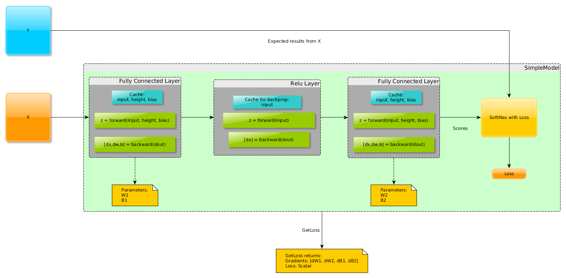 Expected results from X
SimpleModel
Fully Connected Layer
Cache:
input, height, bias
z = forward(input, height, bias)
[dx,dw,b] = backward(dout)
Parameters:
W1
B1
Relu Layer
Cache for backprop:
input
z = forward(input)
[dx] = backward(dout)
Fully Connected Layer
Cache:
input, height, bias
z = forward(input, height, bias)
[dx,dw,b] = backward(dout)
Parameters:
W2
B2
Scores
SoftMax with Loss
Loss
GetLoss
GetLoss returns:
Gradients: [dW1, dW2, dB1, dB2]
Loss: Scalar